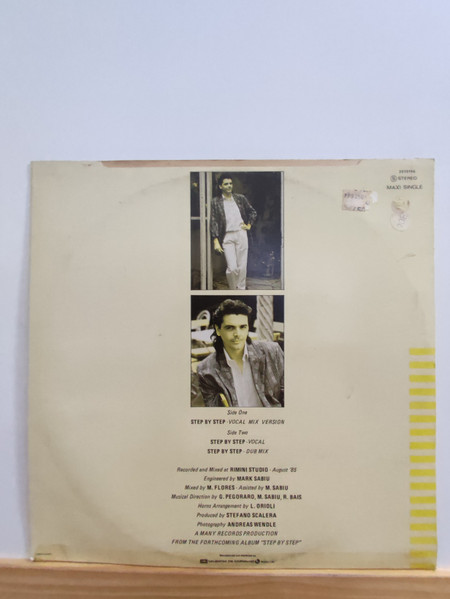 STEREO
MAXI SINGLE
Side One
STEP BY STEP - VOCAL MIX VERSION
Side Two
STEP BY STEP - VOCAL
STEP BY STEP - DUB MIX
Recorded and Mixed at RIMINI STUDIO - August '85
Engineered by MARK SABIU
Mixed by M. FLORES - Assisted by M. SABIU
Musical Direction by G. PEGORARO, M. SABIU, R. BAIS
Horns Arrangement by L. ORIOLI
Produced by STEFANO SCALERA
Photography ANDREAS WENDLE
A MANY RECORDS PRODUCTION
FROM THE FORTHCOMING ALBUM "STEP BY STEP"